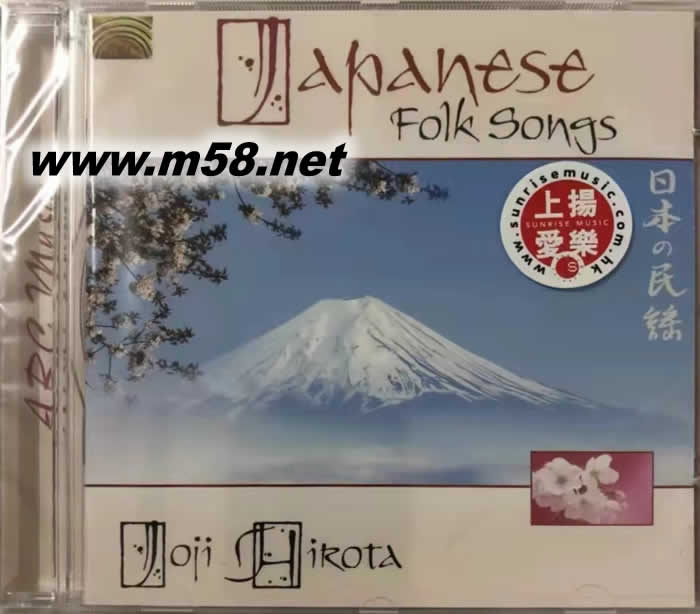 Japanese
Folk Songs
www.m58.net
www.sunrisemusic.com.hk
上揚
SUNRISE MUSIC
愛樂
S
日本の民謡
ARC Music
Joji Hirota